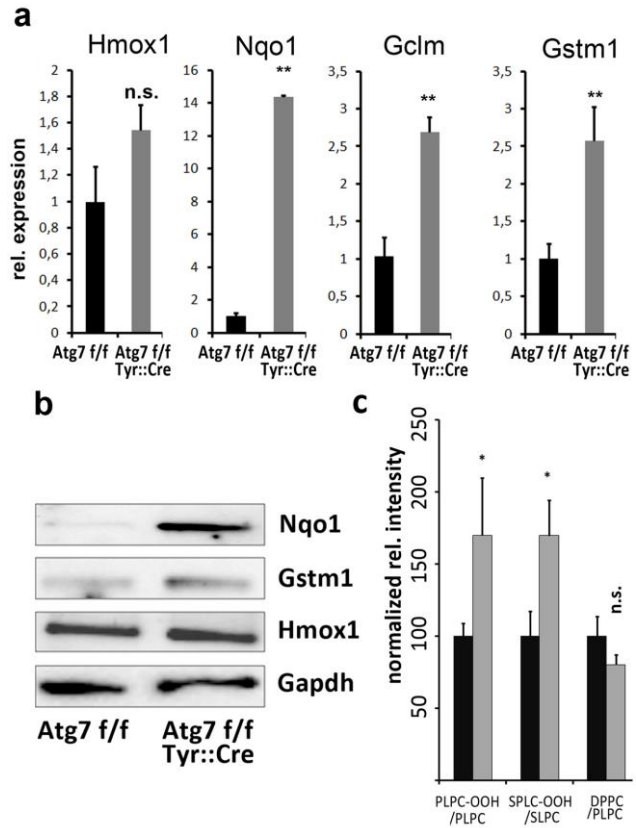 a
Hmox1 Nqo1 Gclm Gstm1
rel. expression
2
1,8
1,6
1,4
1,2
1
0,8
0,6
0,4
0,2
0
n.s.
Atg7 f/f Atg7 f/f
Tyr::Cre
16
14
12
10
8
6
4
2
0
**
Atg7 f/f Atg7 f/f
Tyr::Cre
3,5
3
2,5
2
1,5
1
0,5
0
**
Atg7 f/f Atg7 f/f
Tyr::Cre
3,5
3
2,5
2
1,5
1
0,5
0
**
Atg7 f/f Atg7 f/f
Tyr::Cre
b
Nqo1
Gstm1
Hmox1
Gapdh
Atg7 f/f Atg7 f/f
Tyr::Cre
c
normalized rel. intensity
250
200
150
100
50
*
*
n.s.
PLPC-OOH
/PLPC
SPLC-OOH
/SLPC
DPPC
/PLPC